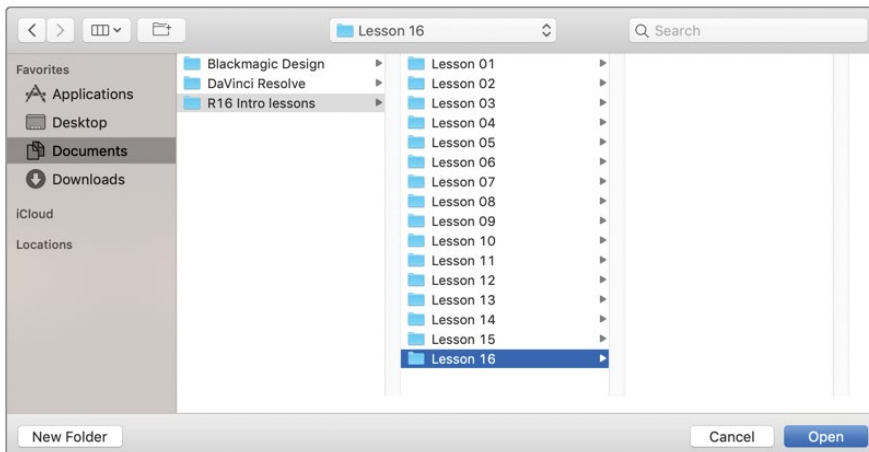 Lesson 16
Search
Favorites
Applications
Desktop
Documents
Downloads
iCloud
Locations
Blackmagic Design
DaVinci Resolve
R16 Intro lessons
Lesson 01
Lesson 02
Lesson 03
Lesson 04
Lesson 05
Lesson 06
Lesson 07
Lesson 08
Lesson 09
Lesson 10
Lesson 11
Lesson 12
Lesson 13
Lesson 14
Lesson 15
Lesson 16
New Folder
Cancel
Open